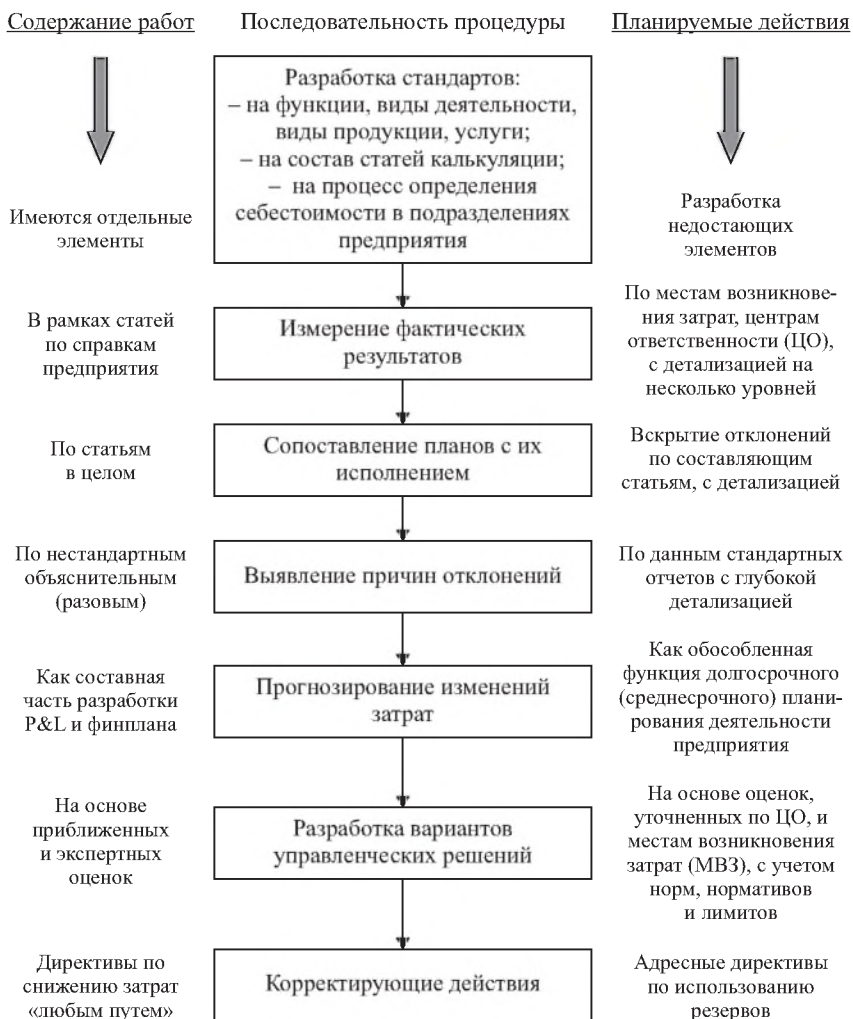 Содержание работ
Последовательность процедуры
Планируемые действия
Разработка стандартов:
– на функции, виды деятельности,
виды продукции, услуги;
– на состав статей калькуляции;
– на процесс определения
себестоимости в подразделениях
предприятия
Имеются отдельные
элементы
Разработка
недостающих
элементов
В рамках статей
по справкам
предприятия
Измерение фактических
результатов
По местам возникнове-
ния затрат, центрам
ответственности (ЦО),
с детализацией на
несколько уровней
По статьям
в целом
Сопоставление планов с их
исполнением
Вскрытие отклонений
по составляющим
статьям, с детализацией
По нестандартным
объяснительным
(разовым)
Выявление причин отклонений
По данным стандартных
отчетов с глубокой
детализацией
Как составная
часть разработки
P&L и финплана
Прогнозирование изменений
затрат
Как обособленная
функция долгосрочного
(среднесрочного) плани-
рования деятельности
предприятия
На основе
приближенных
и экспертных
оценок
Разработка вариантов
управленческих решений
На основе оценок,
уточненных по ЦО, и
местам возникновения
затрат (МВЗ), с учетом
норм, нормативов
и лимитов
Директивы по
снижению затрат
«любым путем»
Корректирующие действия
Адресные директивы
по использованию
резервов